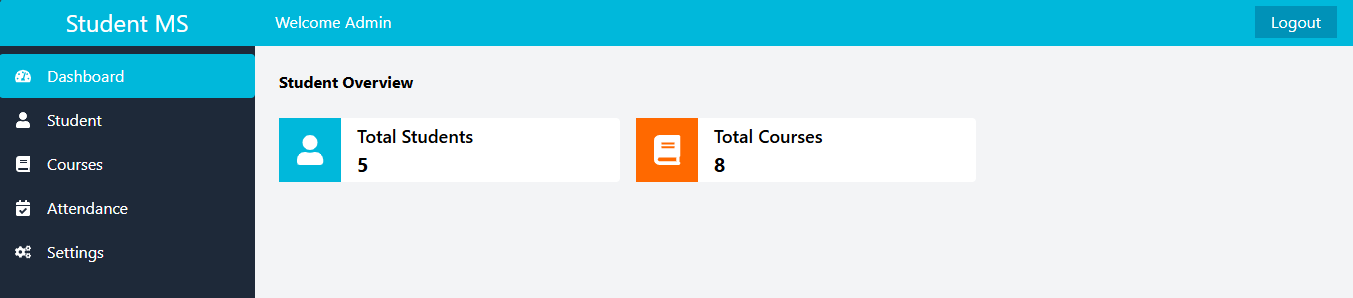 Student MS
Welcome Admin
Logout
Dashboard
Student
Courses
Attendance
Settings
Student Overview
Total Students
5
Total Courses
8